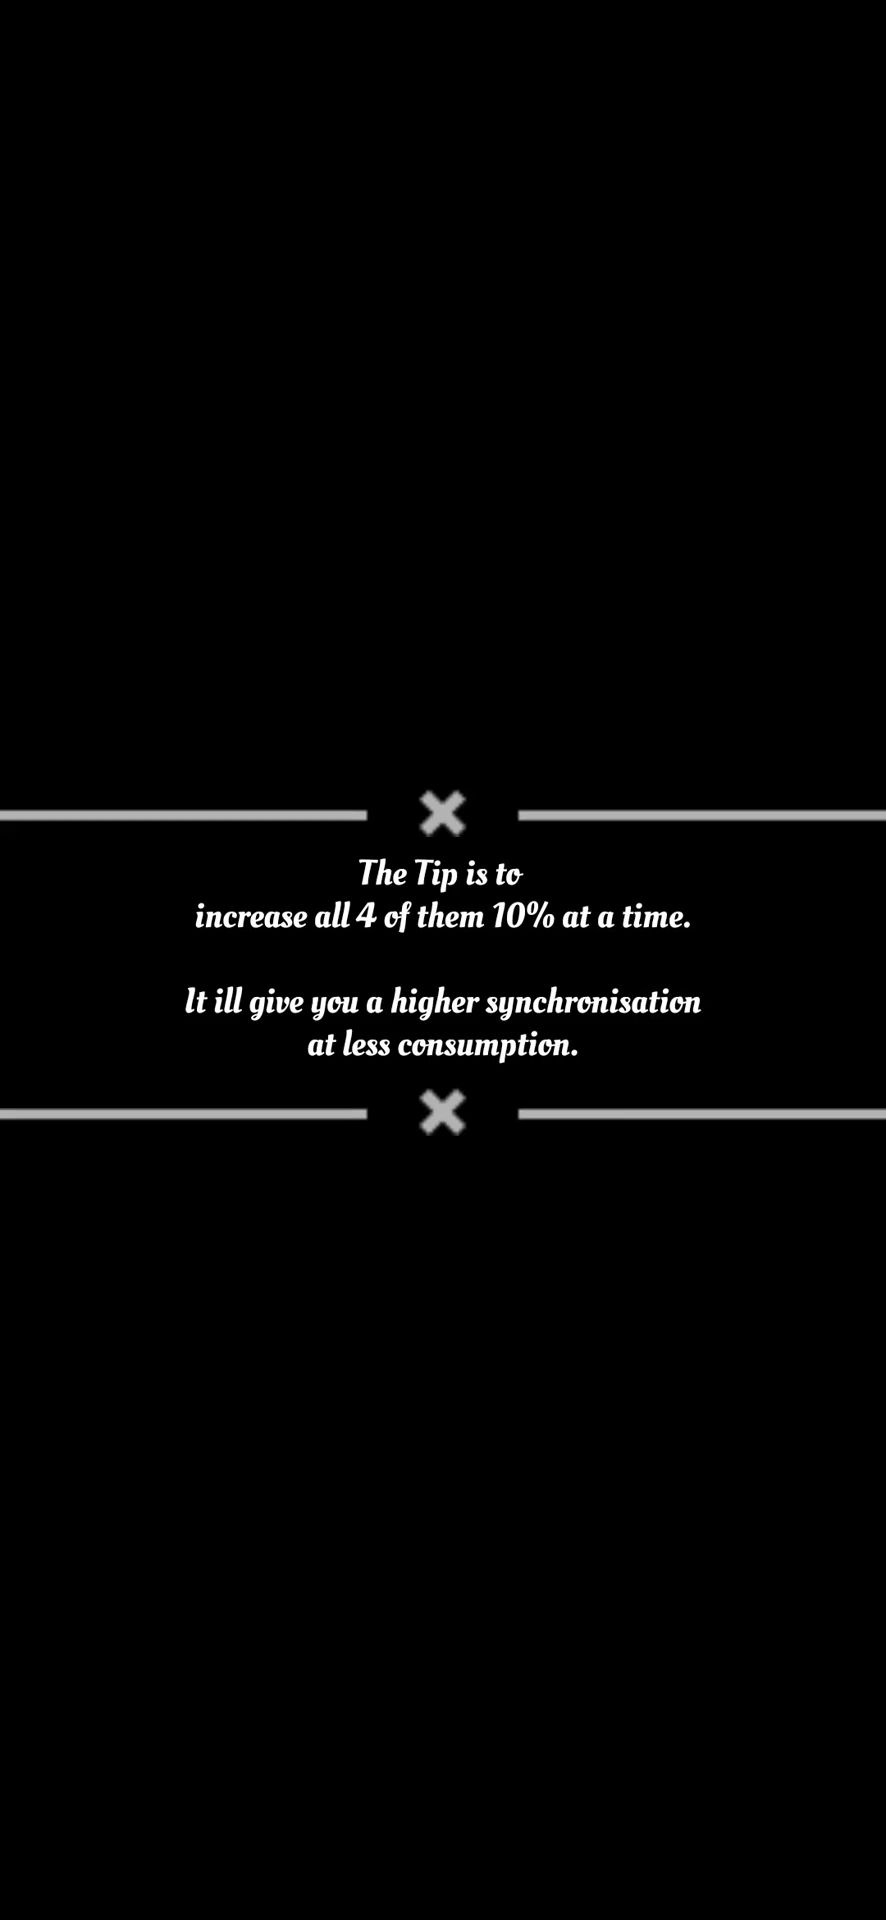 The Tip is to
increase all 4 of them 10% at a time.
It ill give you a higher synchronisation
at less consumption.